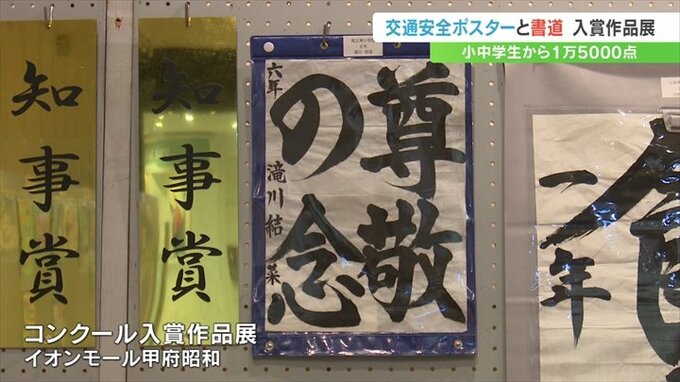 交通安全ポスターと書道 入賞作品展
小中学生から1万5000点
知事賞
知事賞
尊敬
の念
六年 滝川結菜
一年
コンクール入賞作品展
イオンモール甲府昭和